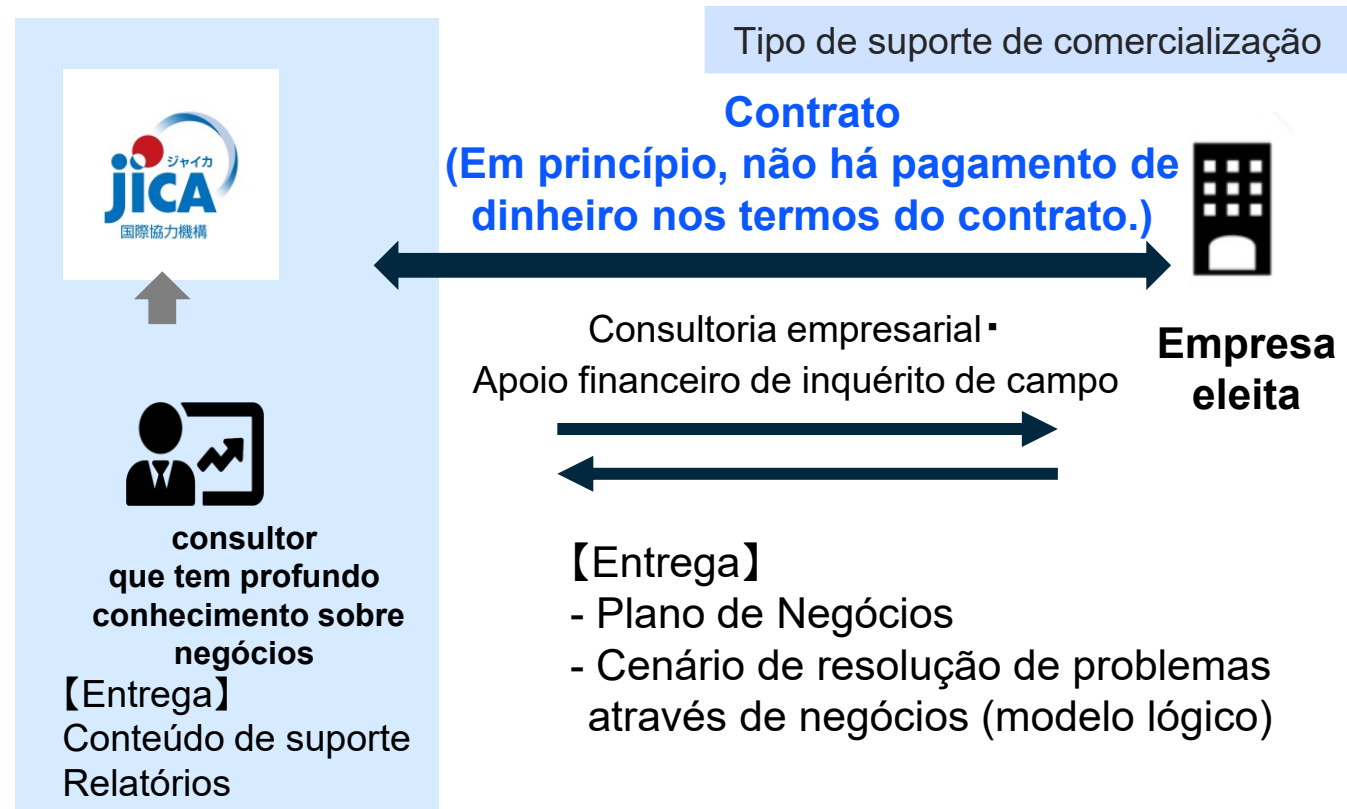 Tipo de suporte de comercialização
ジャイカ
JICA
国際協力機構
Contrato
(Em princípio, não há pagamento de
dinheiro nos termos do contrato.)
Consultoria empresarial･
Apoio financeiro de inquérito de campo
Empresa
eleita
consultor
que tem profundo
conhecimento sobre
negócios
【Entrega】
Conteúdo de suporte
Relatórios
【Entrega】
- Plano de Negócios
- Cenário de resolução de problemas
através de negócios (modelo lógico)